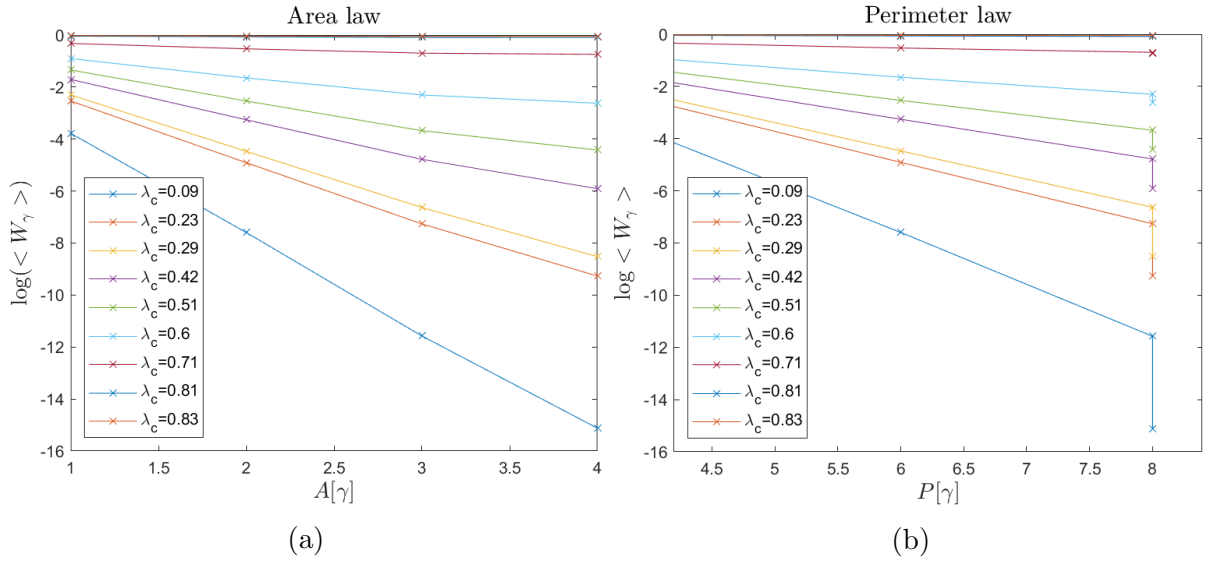 Area law
0
-2
-4
-6
-8
-10
-12
-14
-16
log(< W_γ >)
λ_c=0.09
λ_c=0.23
λ_c=0.29
λ_c=0.42
λ_c=0.51
λ_c=0.6
λ_c=0.71
λ_c=0.81
λ_c=0.83
1 1.5 2 2.5 3 3.5 4
A[γ]
(a)
Perimeter law
0
-2
-4
-6
-8
-10
-12
-14
-16
log < W_γ >
λ_c=0.09
λ_c=0.23
λ_c=0.29
λ_c=0.42
λ_c=0.51
λ_c=0.6
λ_c=0.71
λ_c=0.81
λ_c=0.83
4.5 5 5.5 6 6.5 7 7.5 8
P[γ]
(b)